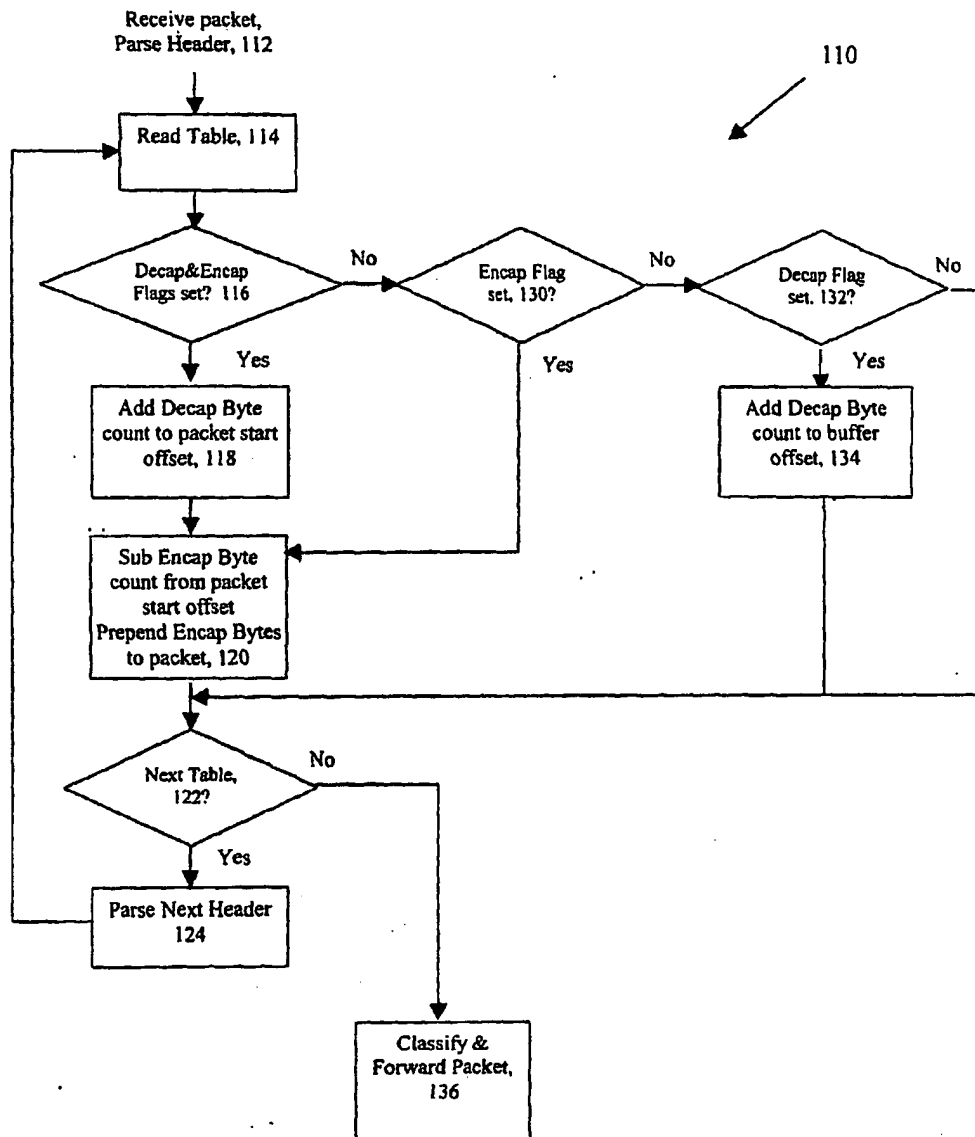 Receive packet,
Parse Header, 112
110
Read Table, 114
Decap&Encap
Flags set? 116
No
Encap Flag
set, 130?
No
Decap Flag
set, 132?
No
Yes
Yes
Yes
Add Decap Byte
count to packet start
offset, 118
Add Decap Byte
count to buffer
offset, 134
Sub Encap Byte
count from packet
start offset
Prepend Encap Bytes
to packet, 120
Next Table,
122?
No
Yes
Parse Next Header
124
Classify &
Forward Packet,
136